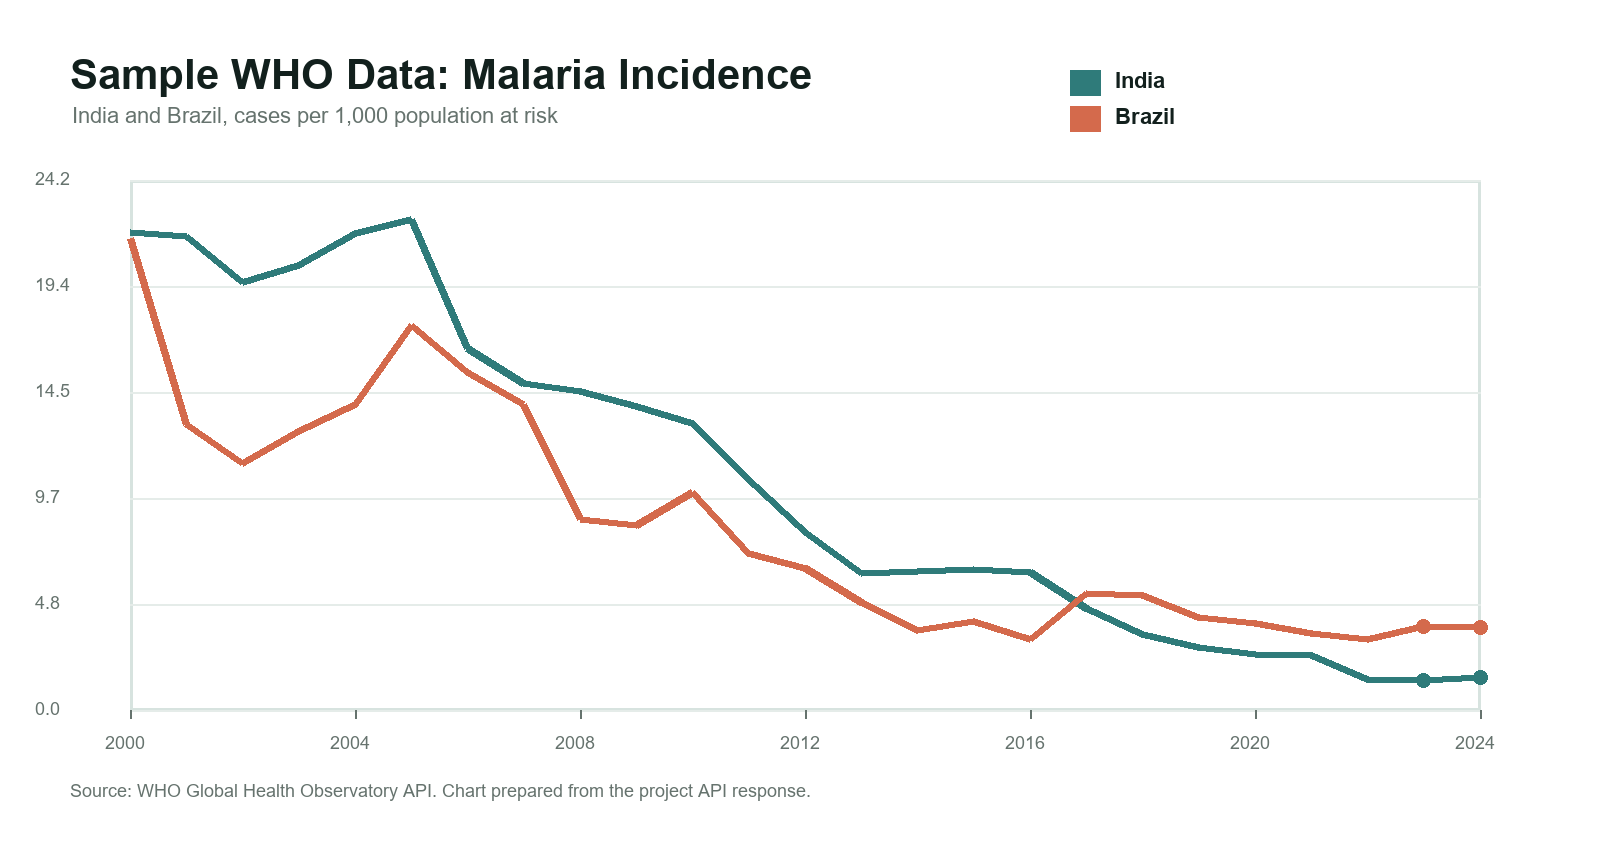 Sample WHO Data: Malaria Incidence
India and Brazil, cases per 1,000 population at risk
India
Brazil
24.2
19.4
14.5
9.7
4.8
0.0
2000 2004 2008 2012 2016 2020 2024
Source: WHO Global Health Observatory API. Chart prepared from the project API response.